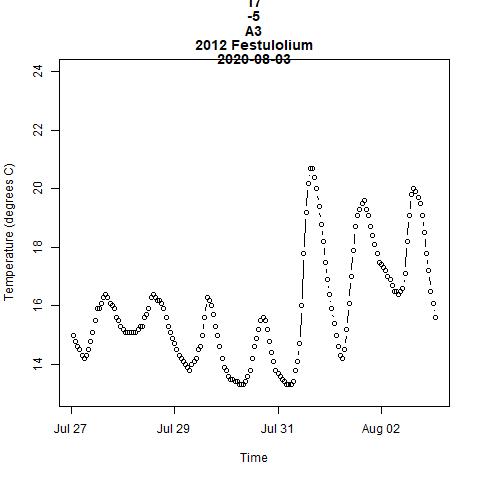 17
-5
A3
2012 Festulolium
2020-08-03
Temperature (degrees C)
24
22
20
18
16
14
Jul 27
Jul 29
Jul 31
Aug 02
Time